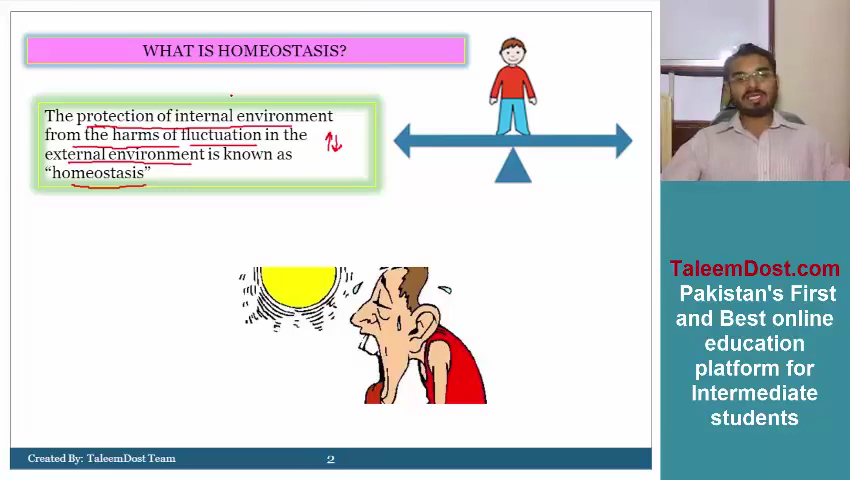 WHAT IS HOMEOSTASIS?
The protection of internal environment
from the harms of fluctuation in the
external environment is known as
“homeostasis”
TaleemDost.com
Pakistan's First
and Best online
education
platform for
Intermediate
students
Created By: TaleemDost Team
2